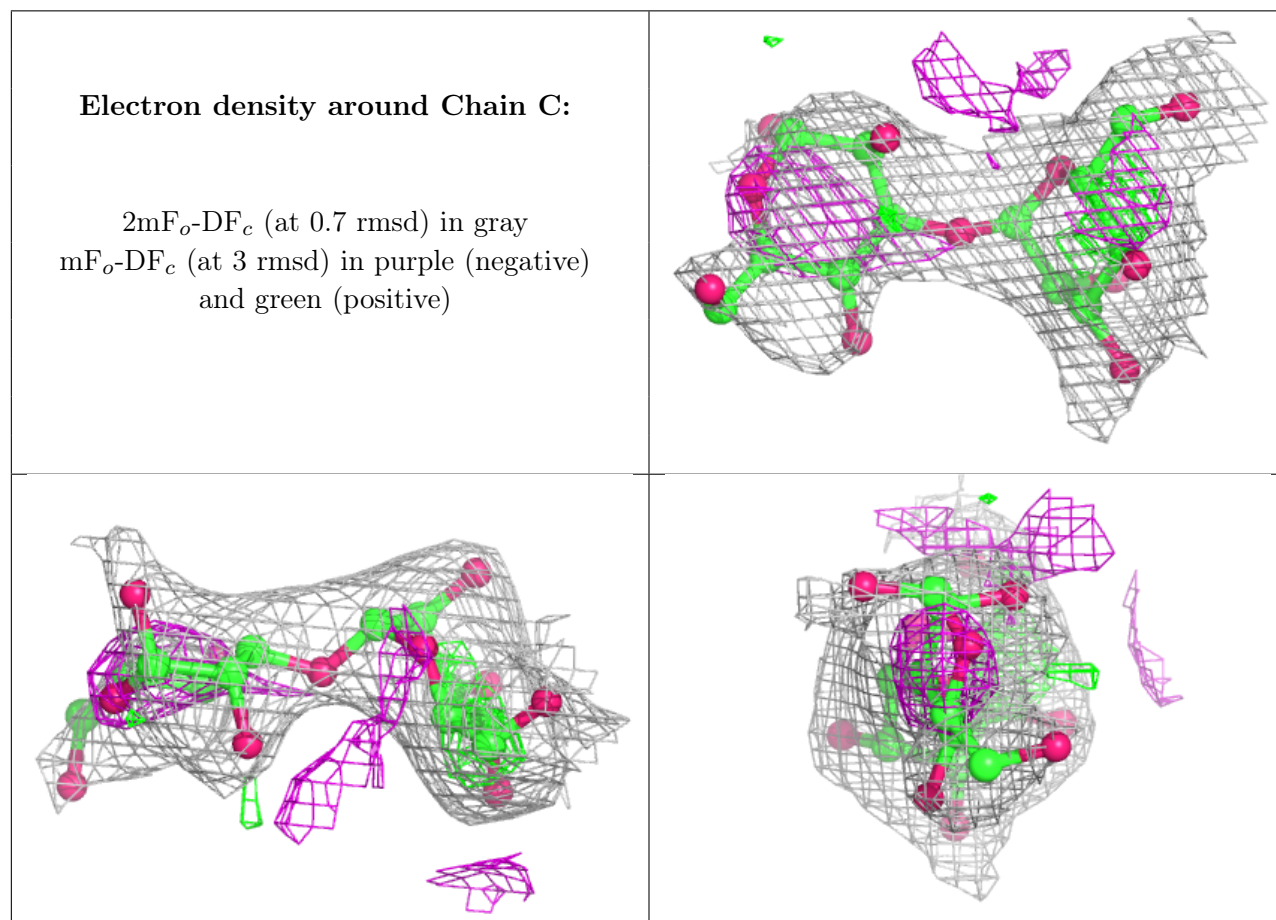 Electron density around Chain C:
2mFo-DFc (at 0.7 rmsd) in gray
mFo-DFc (at 3 rmsd) in purple (negative)
and green (positive)